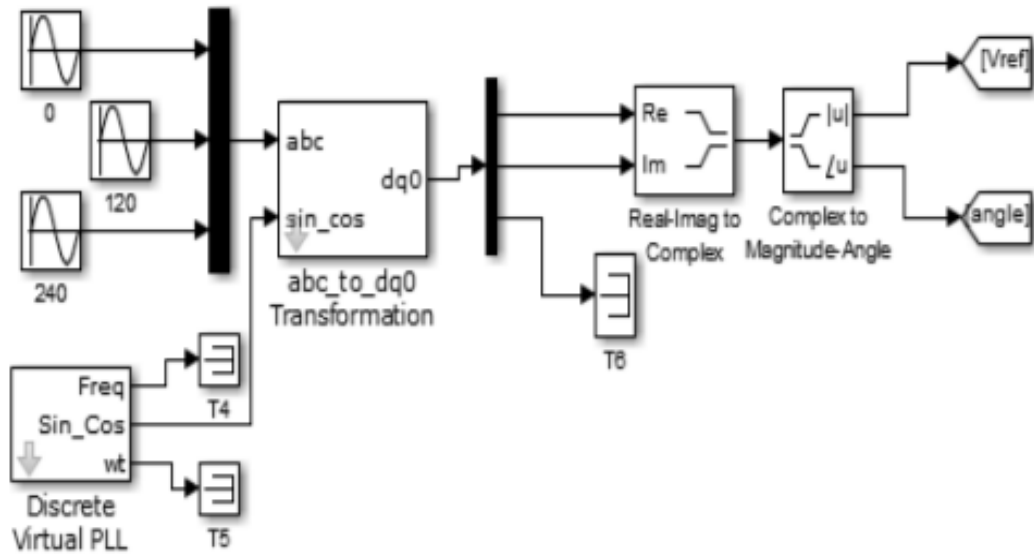 0
120
240
abc
sin_cos
dq0
abc_to_dq0
Transformation
Re
Im
Real-Imag to
Complex
|u|
∠u
Complex to
Magnitude-Angle
[Vref]
[angle]
T6
Freq
Sin_Cos
wt
Discrete
Virtual PLL
T4
T5